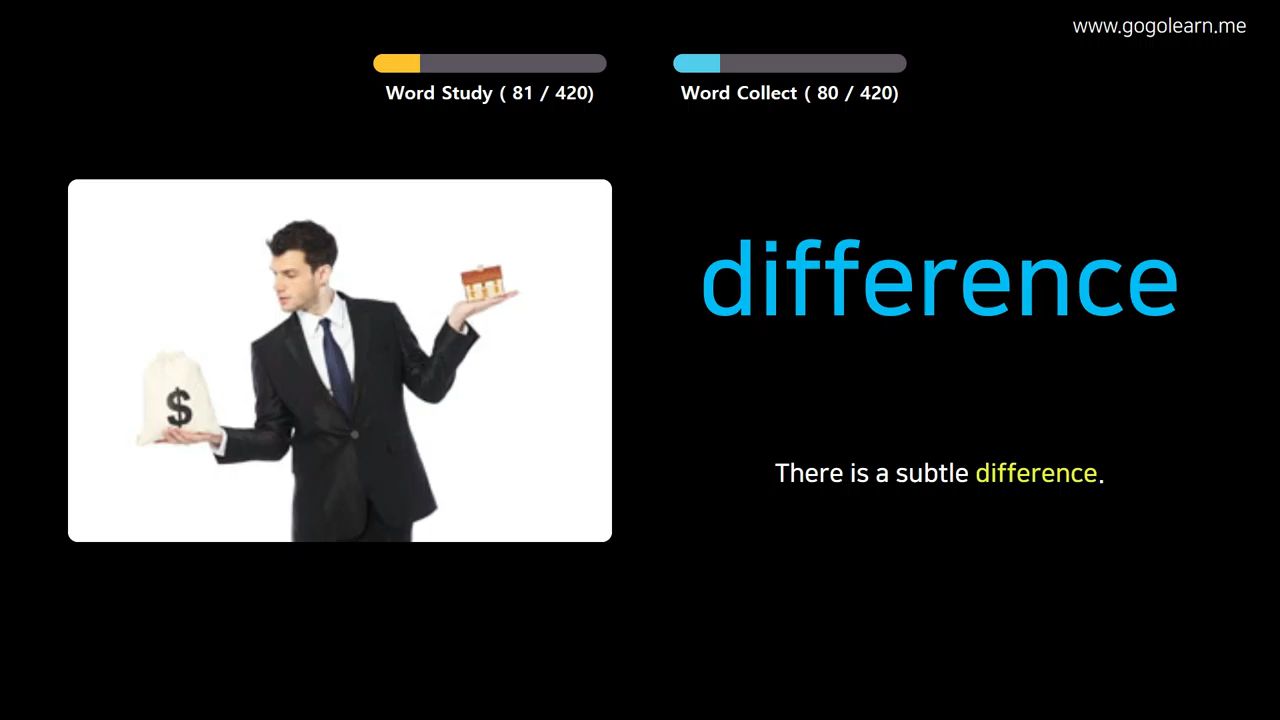 www.gogolearn.me
Word Study ( 81 / 420)
Word Collect ( 80 / 420)
difference
$
There is a subtle difference.